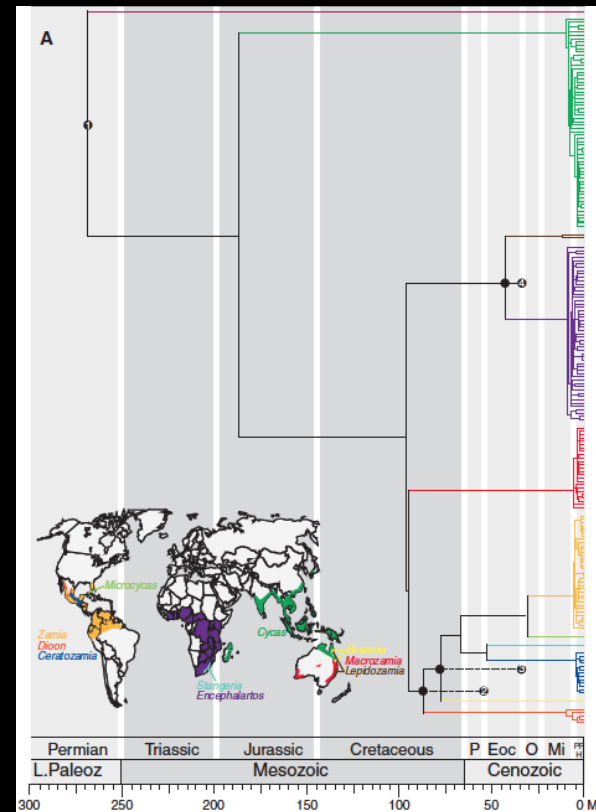 A
1
4
Microcycas
Zamia
Dioon
Ceratozamia
Cycas
Bowenia
Macrozamia
Lepidozamia
Stangeria
Encephalartos
3
2
Permian Triassic Jurassic Cretaceous P Eoc O Mi P P H
L.Paleoz Mesozoic Cenozoic
300 250 200 150 100 50 0 M